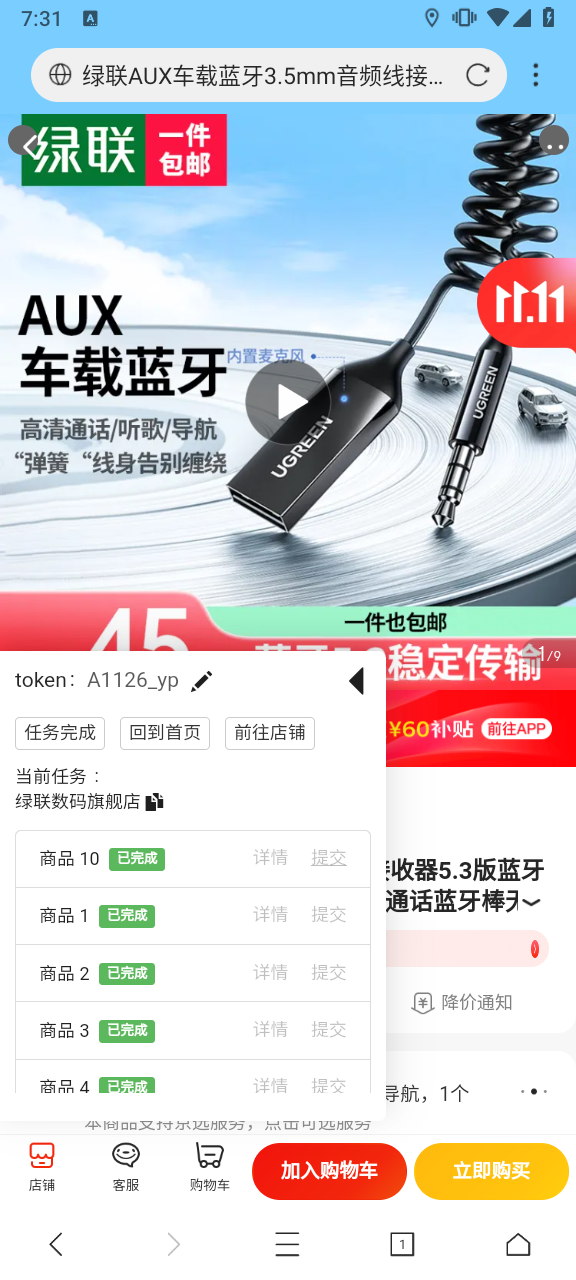 7:31
A
绿联AUX车载蓝牙3.5mm音频线接...
绿联
一件
包邮
11.11
AUX
车载蓝牙
内置麦克风
高清通话/听歌/导航
“弹簧“线身告别缠绕
UGREEN
UGREEN
一件也包邮
45
稳定传输
1/9
token: A1126_yp
¥60补贴
前往APP
任务完成
回到首页
前往店铺
当前任务：
绿联数码旗舰店
商品 10 已完成 详情 提交
接收器5.3版蓝牙
通话蓝牙棒无
商品 1 已完成 详情 提交
商品 2 已完成 详情 提交
降价通知
商品 3 已完成 详情 提交
商品 4 已完成 详情 提交
导航，1个
本商品支持京选服务，点击可选服务
店铺
客服
购物车
加入购物车
立即购买
1